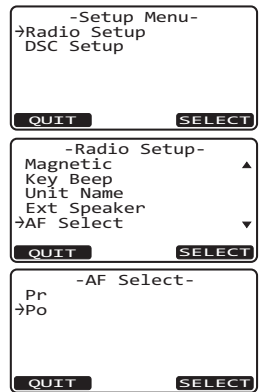 -Setup Menu-
→Radio Setup
DSC Setup
QUIT SELECT
-Radio Setup-
Magnetic ▲
Key Beep
Unit Name
Ext Speaker
→AF Select ▼
QUIT SELECT
-AF Select-
Pr
→Po
QUIT SELECT